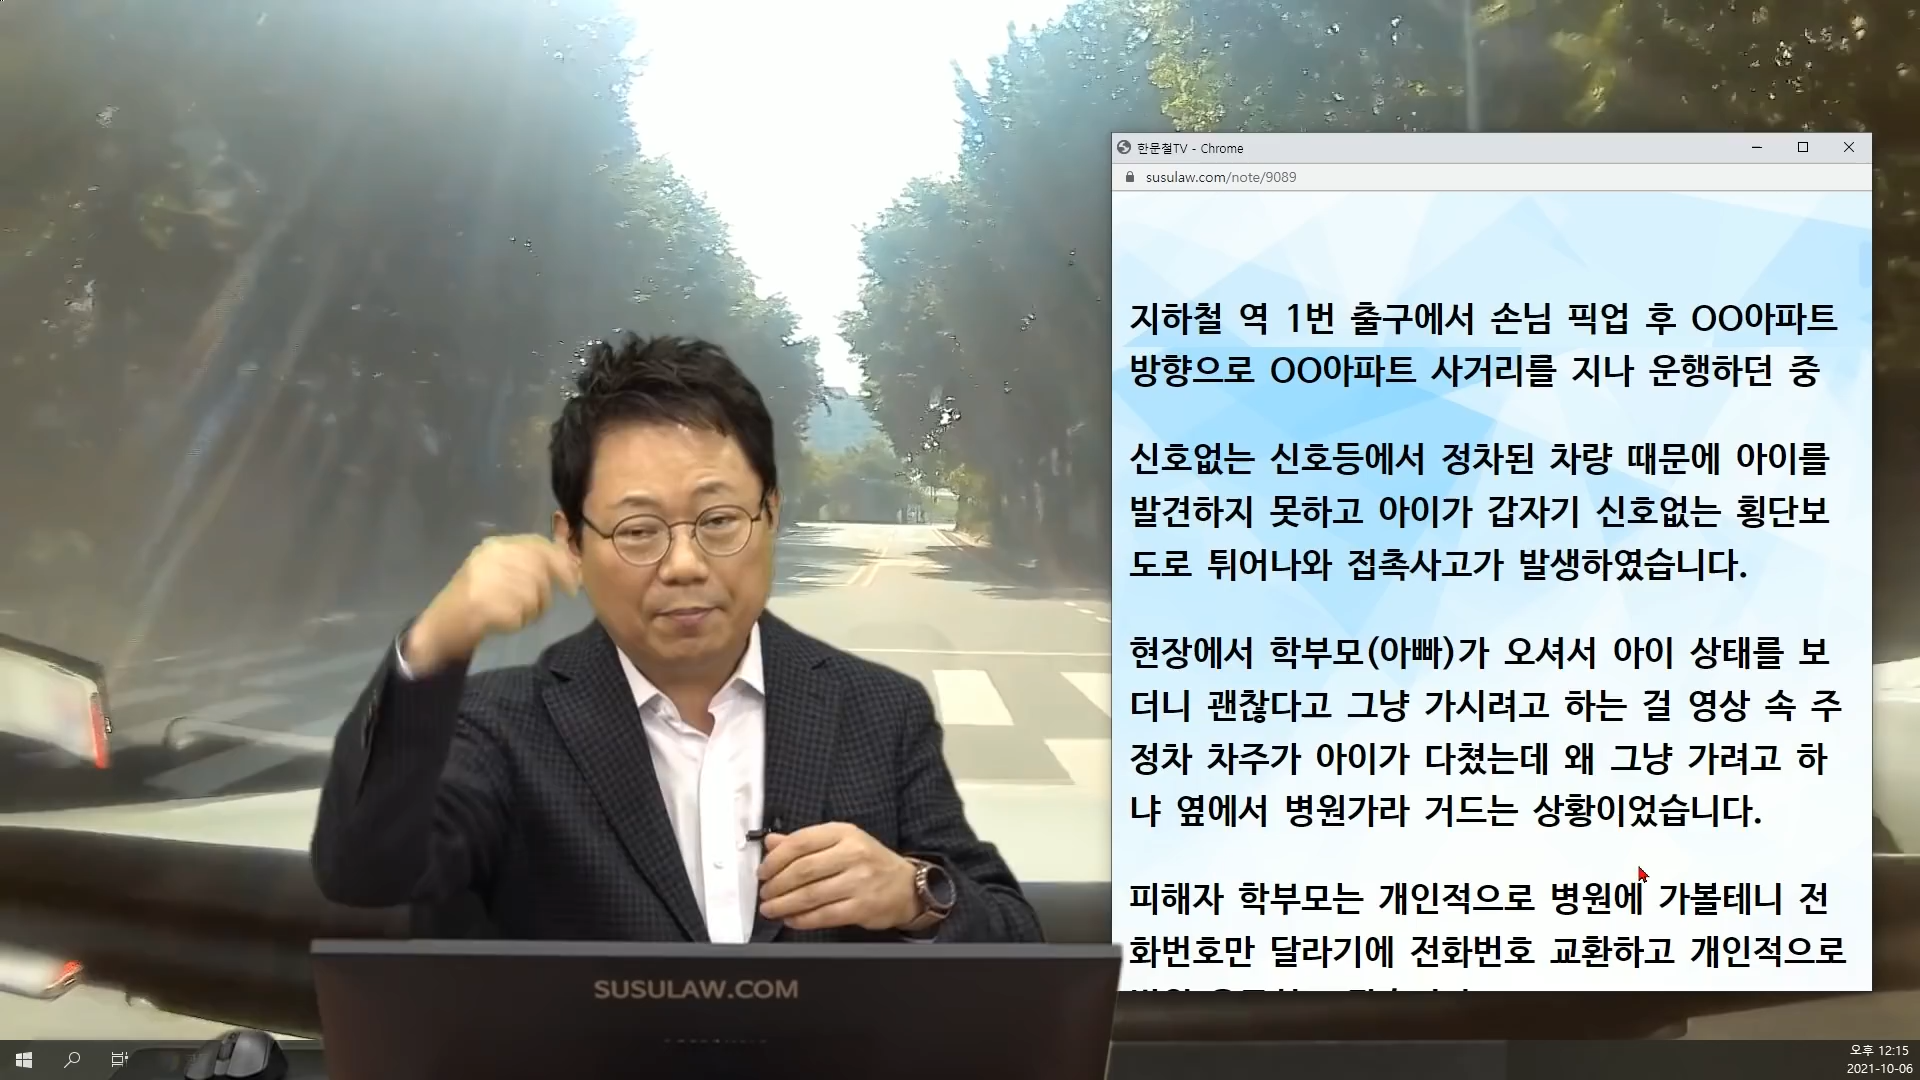 한문철TV - Chrome
susulaw.com/note/9089
지하철 역 1번 출구에서 손님 픽업 후 OO아파트
방향으로 OO아파트 사거리를 지나 운행하던 중
신호없는 신호등에서 정차된 차량 때문에 아이를
발견하지 못하고 아이가 갑자기 신호없는 횡단보
도로 튀어나와 접촉사고가 발생하였습니다.
현장에서 학부모(아빠)가 오셔서 아이 상태를 보
더니 괜찮다고 그냥 가시려고 하는 걸 영상 속 주
정차 차주가 아이가 다쳤는데 왜 그냥 가려고 하
냐 옆에서 병원가라 거드는 상황이었습니다.
피해자 학부모는 개인적으로 병원에 가볼테니 전
화번호만 달라기에 전화번호 교환하고 개인적으로
SUSULAW.COM
오후 12:15
2021-10-06